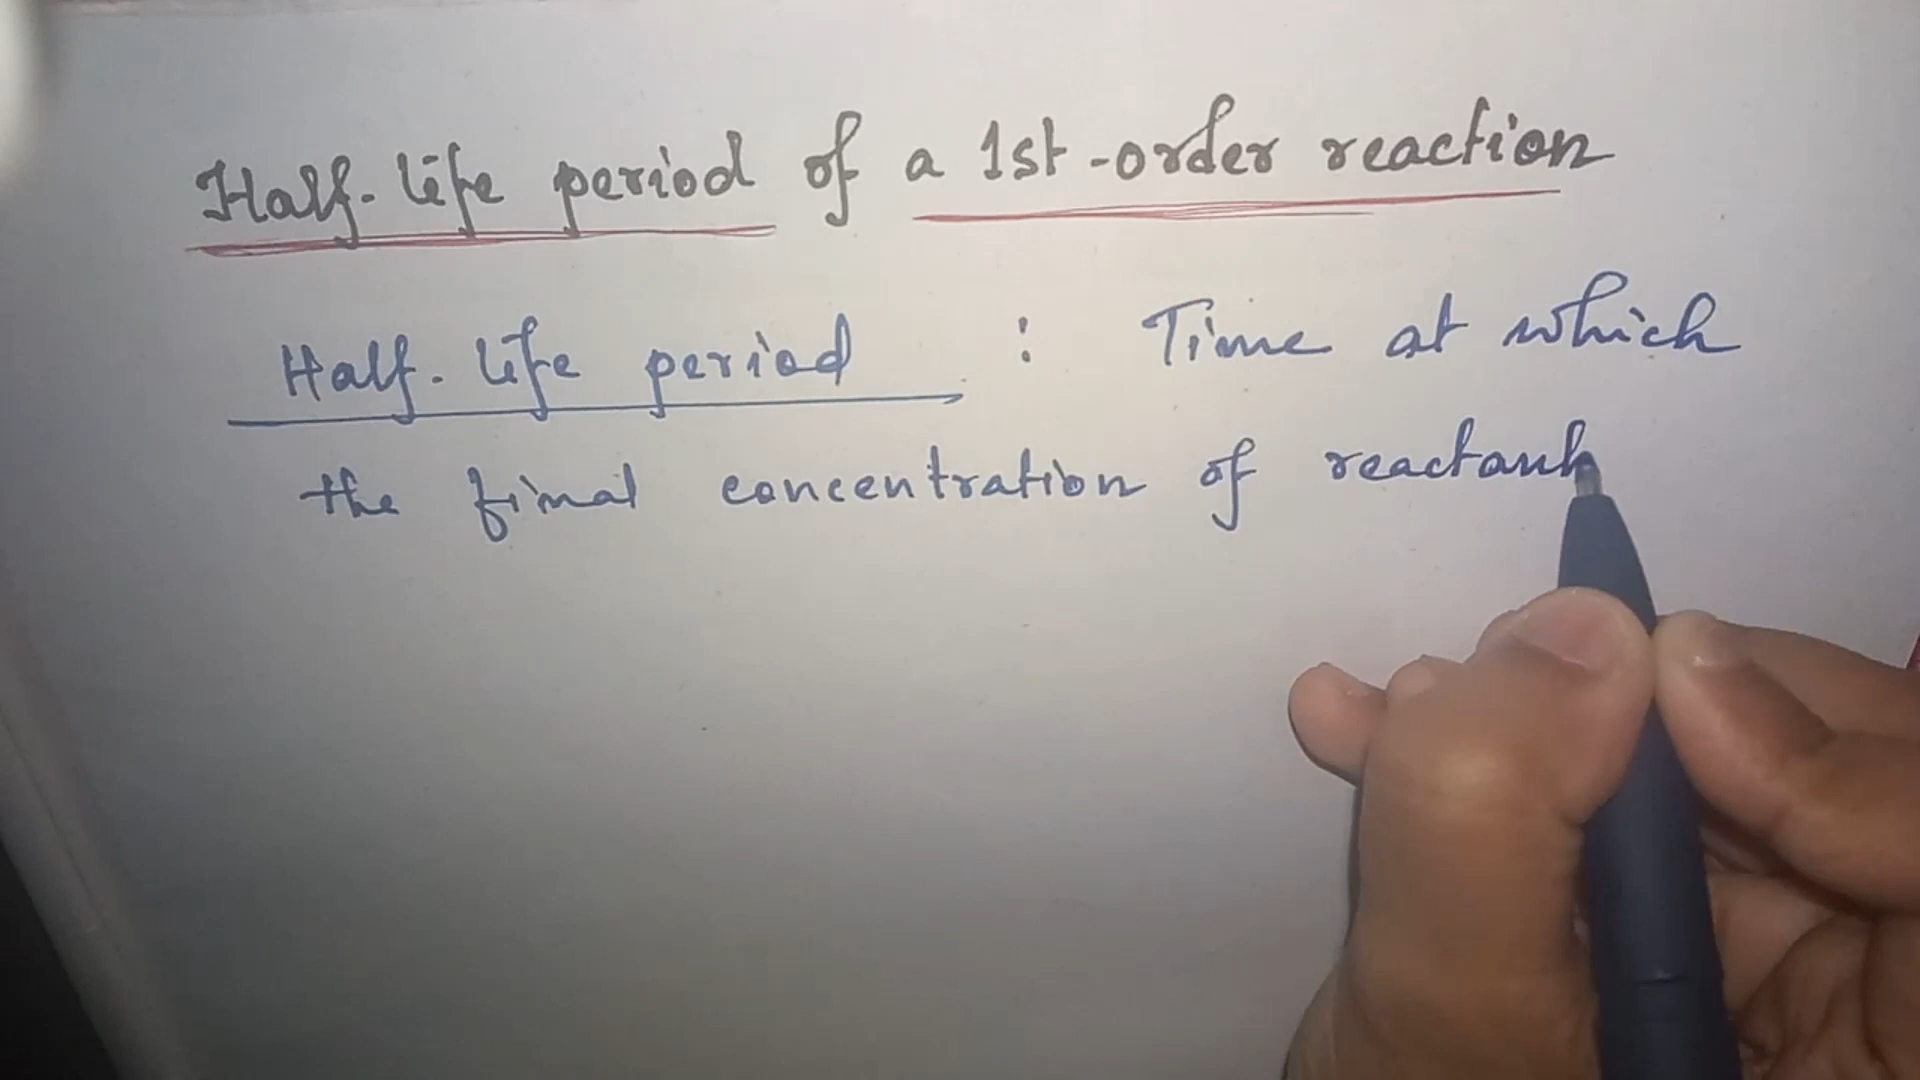 Half-life period of a 1st-order reaction
Half-life period : Time at which
the final concentration of reactant